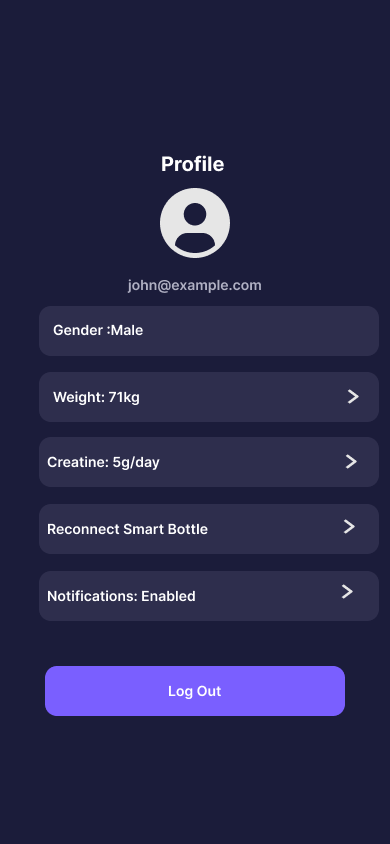 Profile
john@example.com
Gender :Male
Weight: 71kg
Creatine: 5g/day
Reconnect Smart Bottle
Notifications: Enabled
Log Out